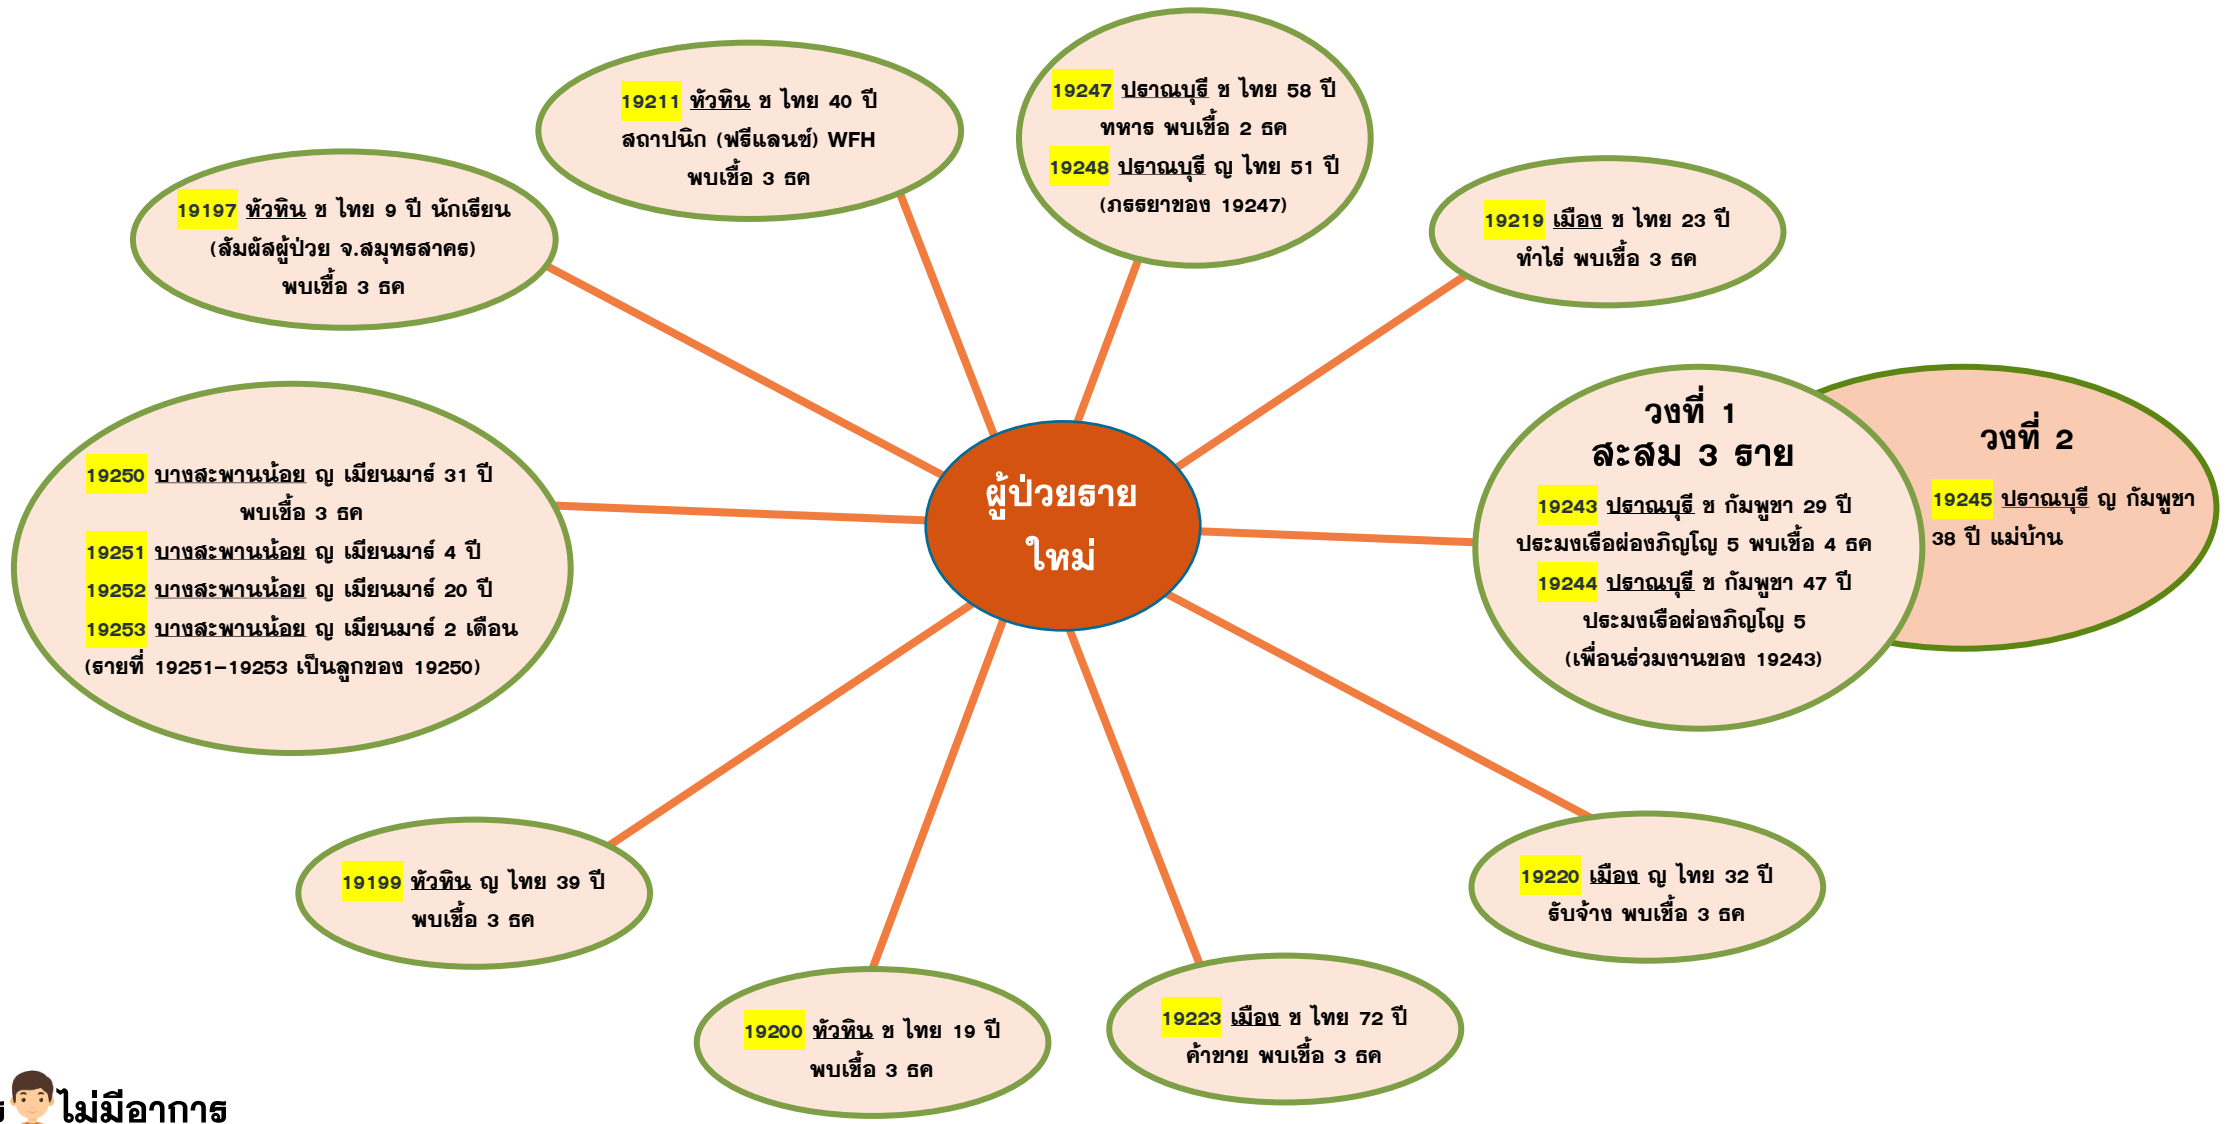 19211 หัวหิน ช ไทย 40 ปี
สถาปนิก (ฟรีแลนซ์) WFH
พบเชื้อ 3 ธค
19247 ปราณบุรี ช ไทย 58 ปี
ทหาร พบเชื้อ 2 ธค
19248 ปราณบุรี ญ ไทย 51 ปี
(ภรรยาของ 19247)
19197 หัวหิน ช ไทย 9 ปี นักเรียน
(สัมผัสผู้ป่วย จ.สมุทรสาคร)
พบเชื้อ 3 ธค
19219 เมือง ช ไทย 23 ปี
ทำไร่ พบเชื้อ 3 ธค
19250 บางสะพานน้อย ญ เมียนมาร์ 31 ปี
พบเชื้อ 3 ธค
19251 บางสะพานน้อย ญ เมียนมาร์ 4 ปี
19252 บางสะพานน้อย ญ เมียนมาร์ 20 ปี
19253 บางสะพานน้อย ญ เมียนมาร์ 2 เดือน
(รายที่ 19251-19253 เป็นลูกของ 19250)
ผู้ป่วยราย
ใหม่
วงที่ 1
สะสม 3 ราย
19243 ปราณบุรี ช กัมพูชา 29 ปี
ประมงเรือผ่องภิญโญ 5 พบเชื้อ 4 ธค
19244 ปราณบุรี ช กัมพูชา 47 ปี
ประมงเรือผ่องภิญโญ 5
(เพื่อนร่วมงานของ 19243)
วงที่ 2
19245 ปราณบุรี ญ กัมพูชา
38 ปี แม่บ้าน
19199 หัวหิน ญ ไทย 39 ปี
พบเชื้อ 3 ธค
19220 เมือง ญ ไทย 32 ปี
รับจ้าง พบเชื้อ 3 ธค
19200 หัวหิน ช ไทย 19 ปี
พบเชื้อ 3 ธค
19223 เมือง ช ไทย 72 ปี
ค้าขาย พบเชื้อ 3 ธค
ไม่มีอาการ